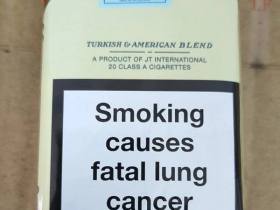 TURKISH & AMERICAN BLEND
A PRODUCT OF JT INTERNATIONAL
20 CLASS A CIGARETTES
Smoking
causes
fatal lung
cancer